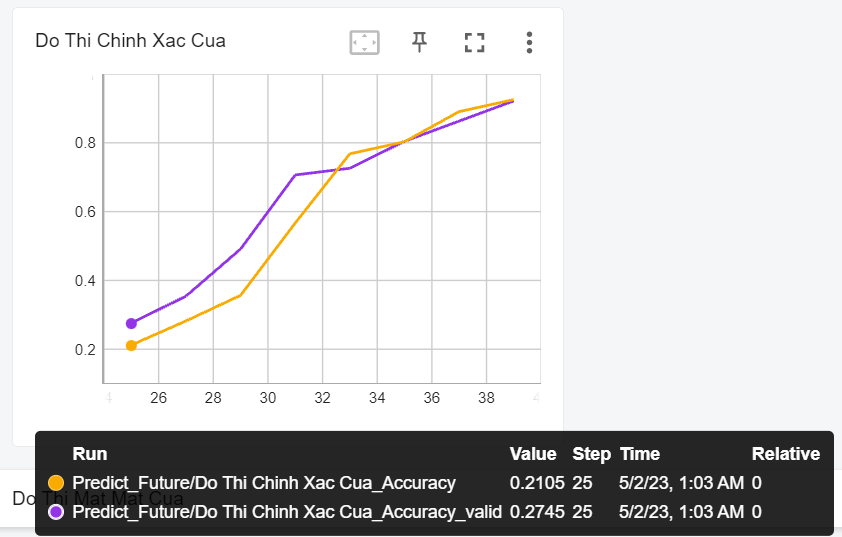 Do Thi Chinh Xac Cua
0.8
0.6
0.4
0.2
26 28 30 32 34 36 38
Run Value Step Time Relative
Predict_Future/Do Thi Chinh Xac Cua_Accuracy 0.2105 25 5/2/23, 1:03 AM 0
Predict_Future/Do Thi Chinh Xac Cua_Accuracy_valid 0.2745 25 5/2/23, 1:03 AM 0
Do Thi Mat Mat Cua